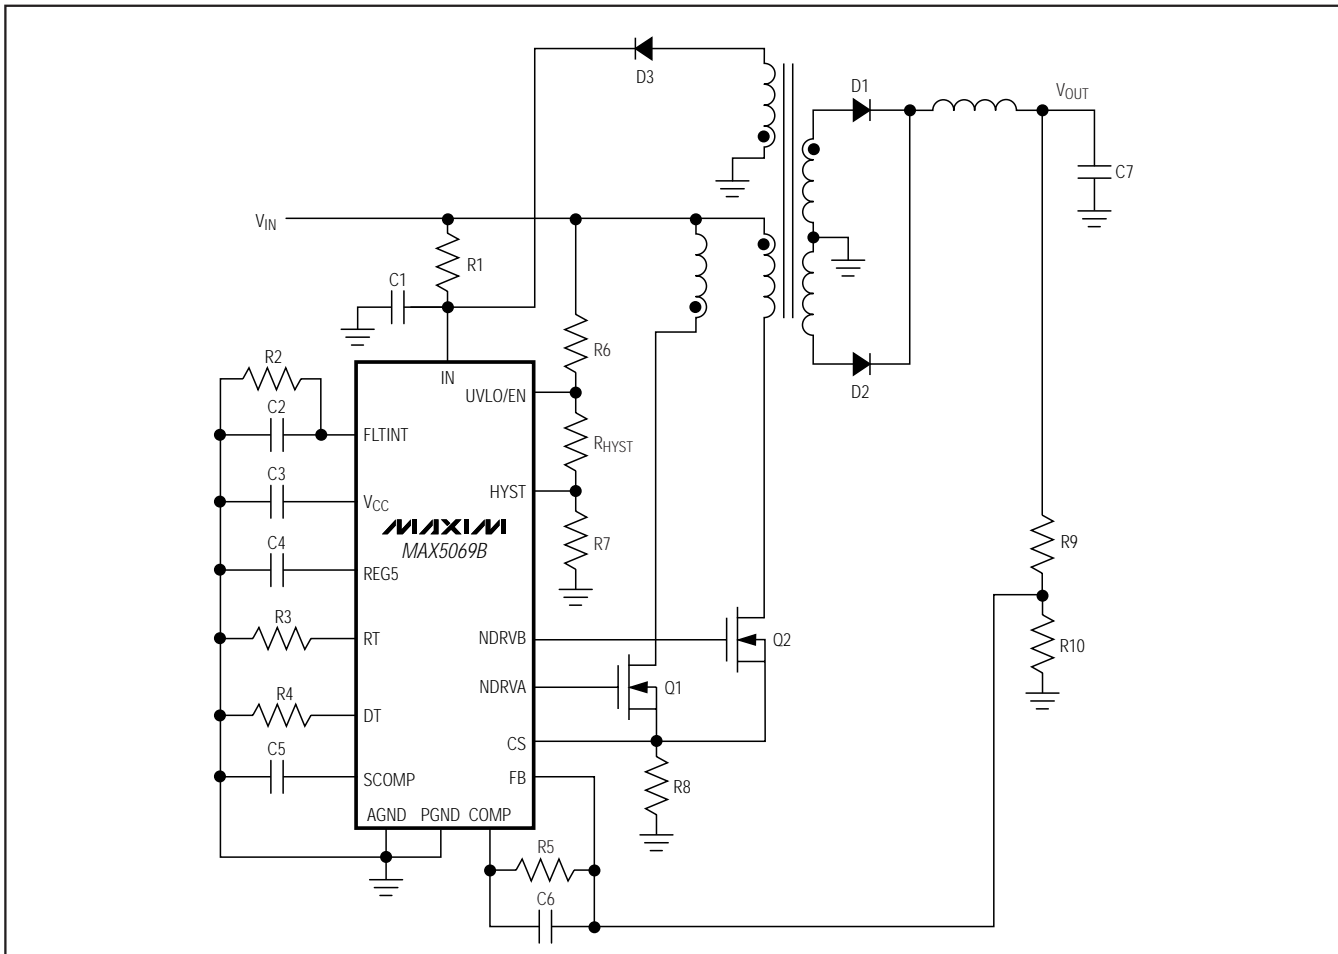 D3
D1
VOUT
C7
VIN
R1
C1
R6
D2
R2
IN
UVLO/EN
C2
FLTINT
RHYST
C3
HYST
VCC
MAXIM
MAX5069B
R7
R9
C4
REG5
R3
RT
NDRVB
Q2
R10
R4
NDRVA
Q1
DT
C5
CS
SCOMP
FB
R8
AGND PGND COMP
R5
C6